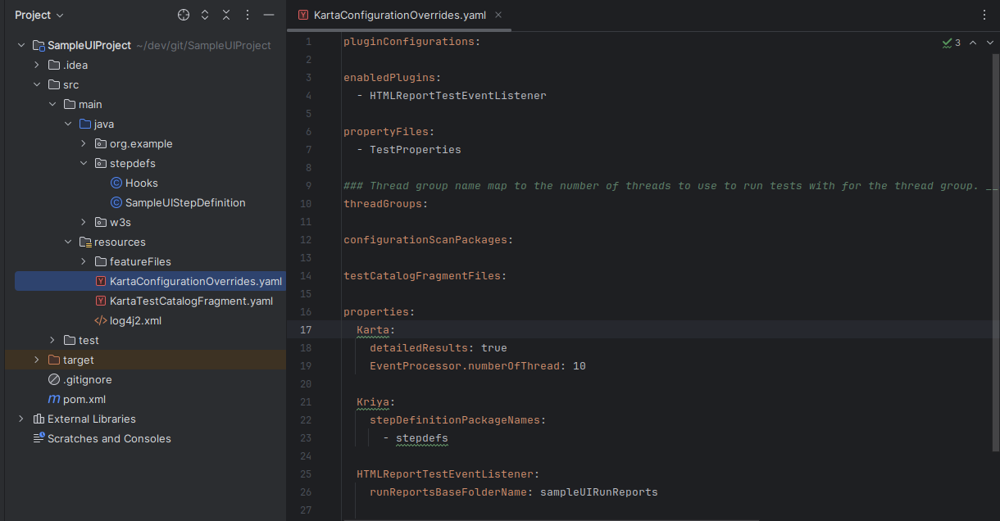 Project
SampleUIProject ~/dev/git/SampleUIProject
.idea
src
main
java
org.example
stepdefs
Hooks
SampleUIStepDefinition
w3s
resources
featureFiles
KartaConfigurationOverrides.yaml
KartaTestCatalogFragment.yaml
log4j2.xml
test
target
.gitignore
pom.xml
External Libraries
Scratches and Consoles
KartaConfigurationOverrides.yaml
3
1 pluginConfigurations:
2
3 enabledPlugins:
4 - HTMLReportTestEventListener
5
6 propertyFiles:
7 - TestProperties
8
9 ### Thread group name map to the number of threads to use to run tests with for the thread group. __
10 threadGroups:
11
12 configurationScanPackages:
13
14 testCatalogFragmentFiles:
15
16 properties:
17 Karta:
18 detailedResults: true
19 EventProcessor.numberOfThread: 10
20
21 Kriya:
22 stepDefinitionPackageNames:
23 - stepdefs
24
25 HTMLReportTestEventListener:
26 runReportsBaseFolderName: sampleUIRunReports
27